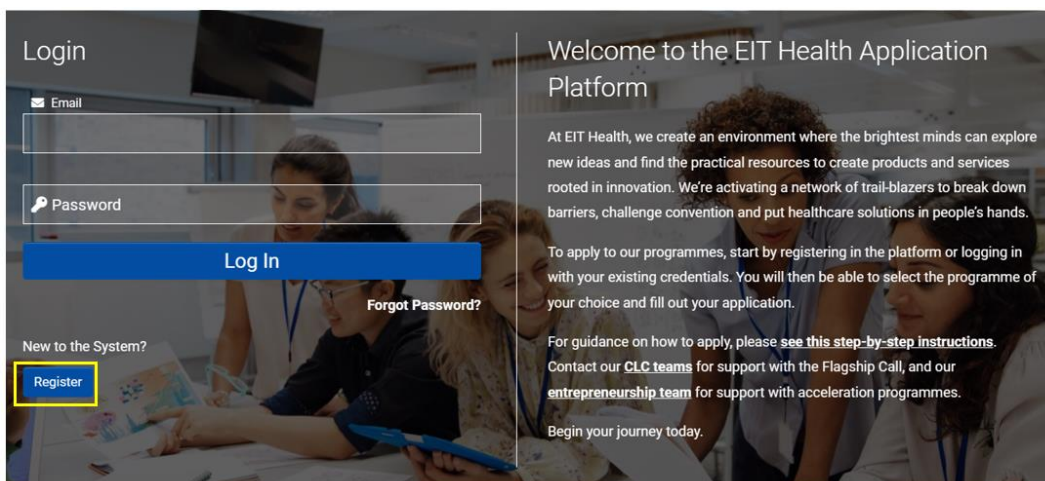 Login
Email
Password
Log In
Forgot Password?
New to the System?
Register
Welcome to the EIT Health Application
Platform
At EIT Health, we create an environment where the brightest minds can explore
new ideas and find the practical resources to create products and services
rooted in innovation. We're activating a network of trail-blazers to break down
barriers, challenge convention and put healthcare solutions in people's hands.
To apply to our programmes, start by registering in the platform or logging in
with your existing credentials. You will then be able to select the programme of
your choice and fill out your application.
For guidance on how to apply, please see this step-by-step instructions.
Contact our CLC teams for support with the Flagship Call, and our
entrepreneurship team for support with acceleration programmes.
Begin your journey today.